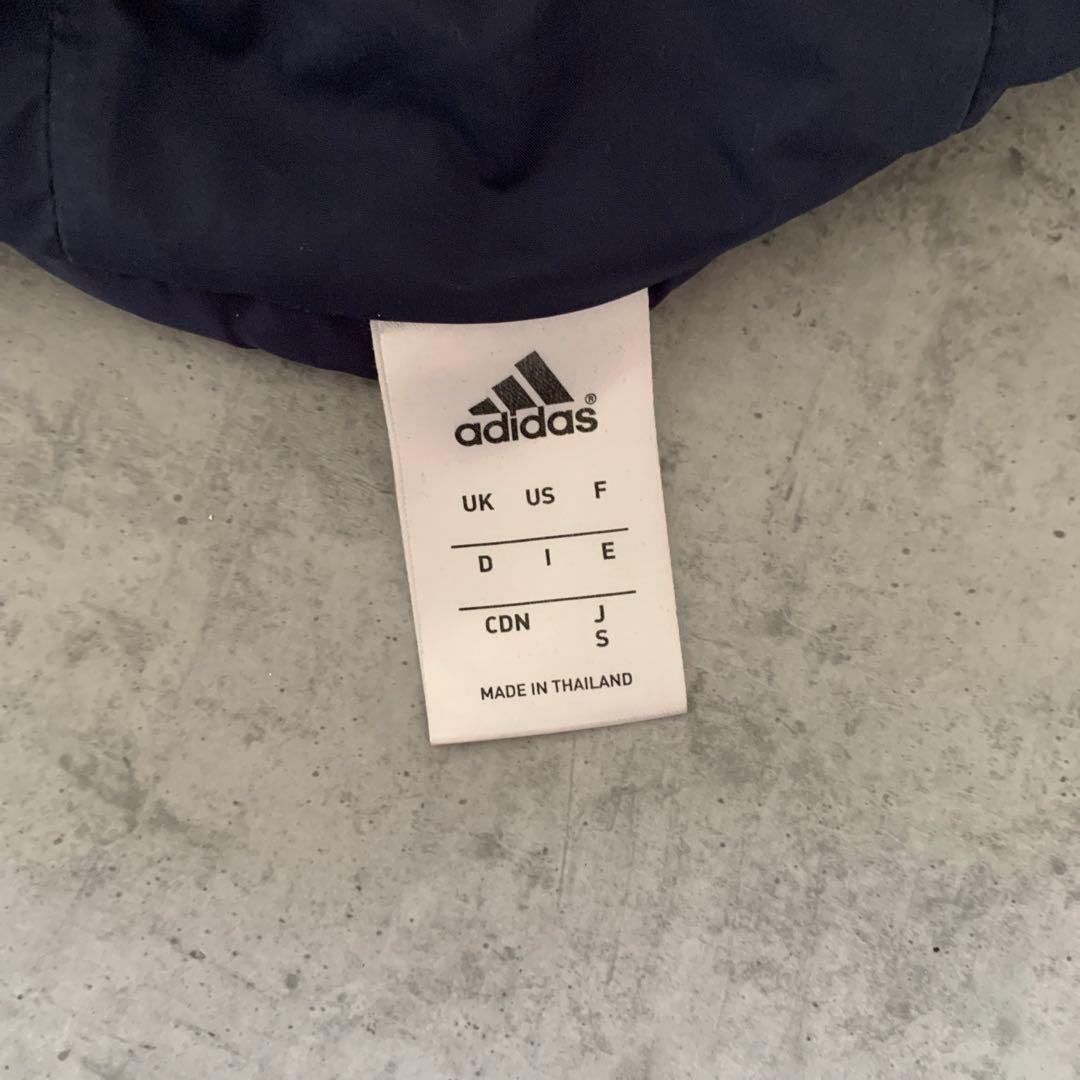 adidas®
UK US F
D I E
CDN J
S
MADE IN THAILAND